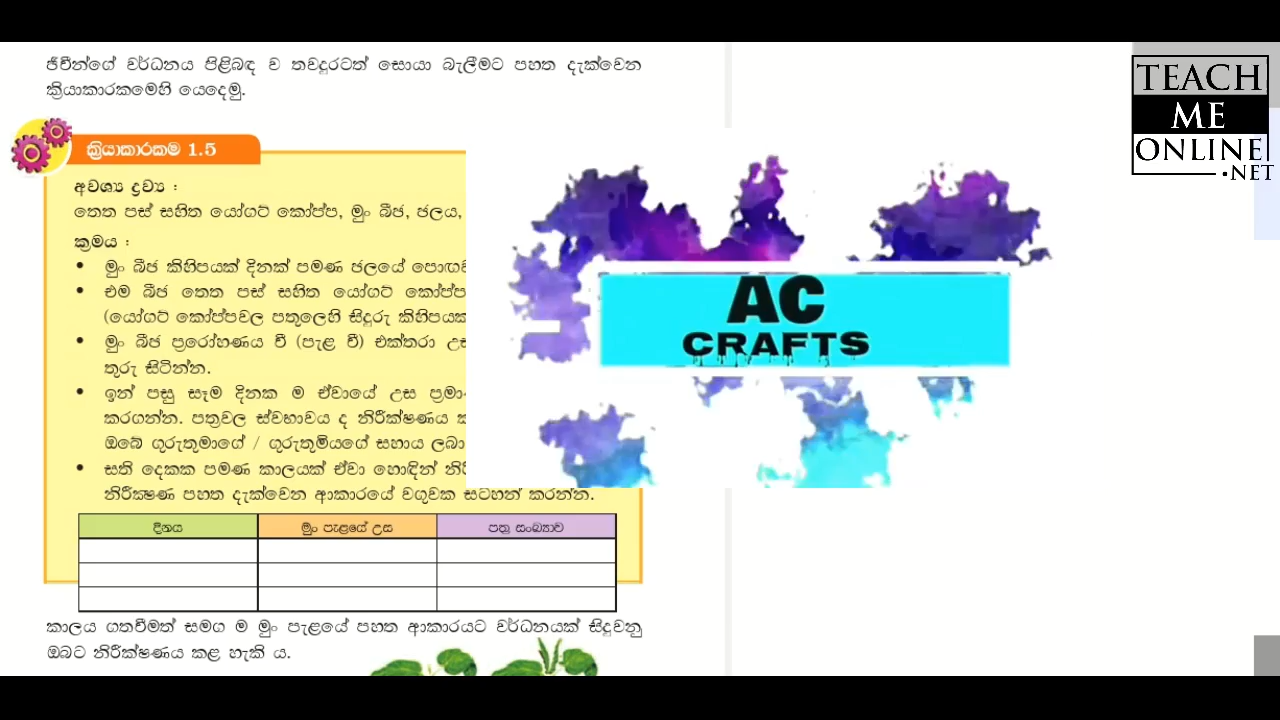 ජීවීන්ගේ වර්ධනය පිළිබඳ ව තවදුරටත් සොයා බැලීමට පහත දැක්වෙන
ක්‍රියාකාරකමෙහි යෙදෙමු.
ක්‍රියාකාරකම 1.5
අවශ්‍ය ද්‍රව්‍ය :
තෙත පස් සහිත යෝගට් කෝප්ප, මුං බීජ, ජලය,
ක්‍රමය :
• මුං බීජ කිහිපයක් දිනක් පමණ ජලයේ
• එම බීජ තෙත පස් සහිත යෝගට්
(යෝගට් කෝප්පවල පතුලෙහි සිදුරු
• මුං බීජ ප්‍රරෝහණය වී (පැළ වී) එක්තරා
තුරු සිටින්න.
• ඉන් පසු සෑම දිනක ම ඒවායේ උස
කරගන්න. පත්‍රවල ස්වභාවය ද නිරීක්ෂණය
ඔබේ ගුරුතුමාගේ / ගුරුතුමියගේ සහාය ලබා
• සති දෙකක පමණ කාලයක් ඒවා හොඳින්
නිරීක්ෂණ පහත දැක්වෙන ආකාරයේ වගුවක සටහන් කරන්න.
දිනය මුං පැළයේ උස පත්‍ර සංඛ්‍යාව
කාලය ගතවීමත් සමග ම මුං පැළයේ පහත ආකාරයට වර්ධනයක් සිදුවනු
ඔබට නිරීක්ෂණය කළ හැකි ය.
AC
CRAFTS
TEACH
ME
ONLINE
.NET